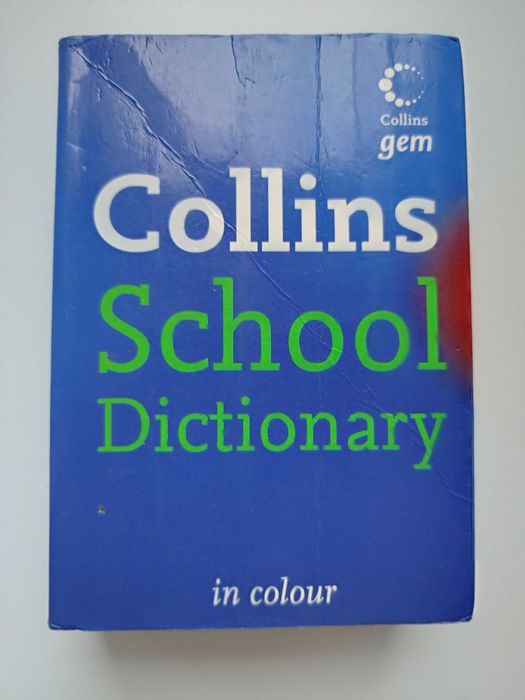 Collins
gem
Collins
School
Dictionary
in colour